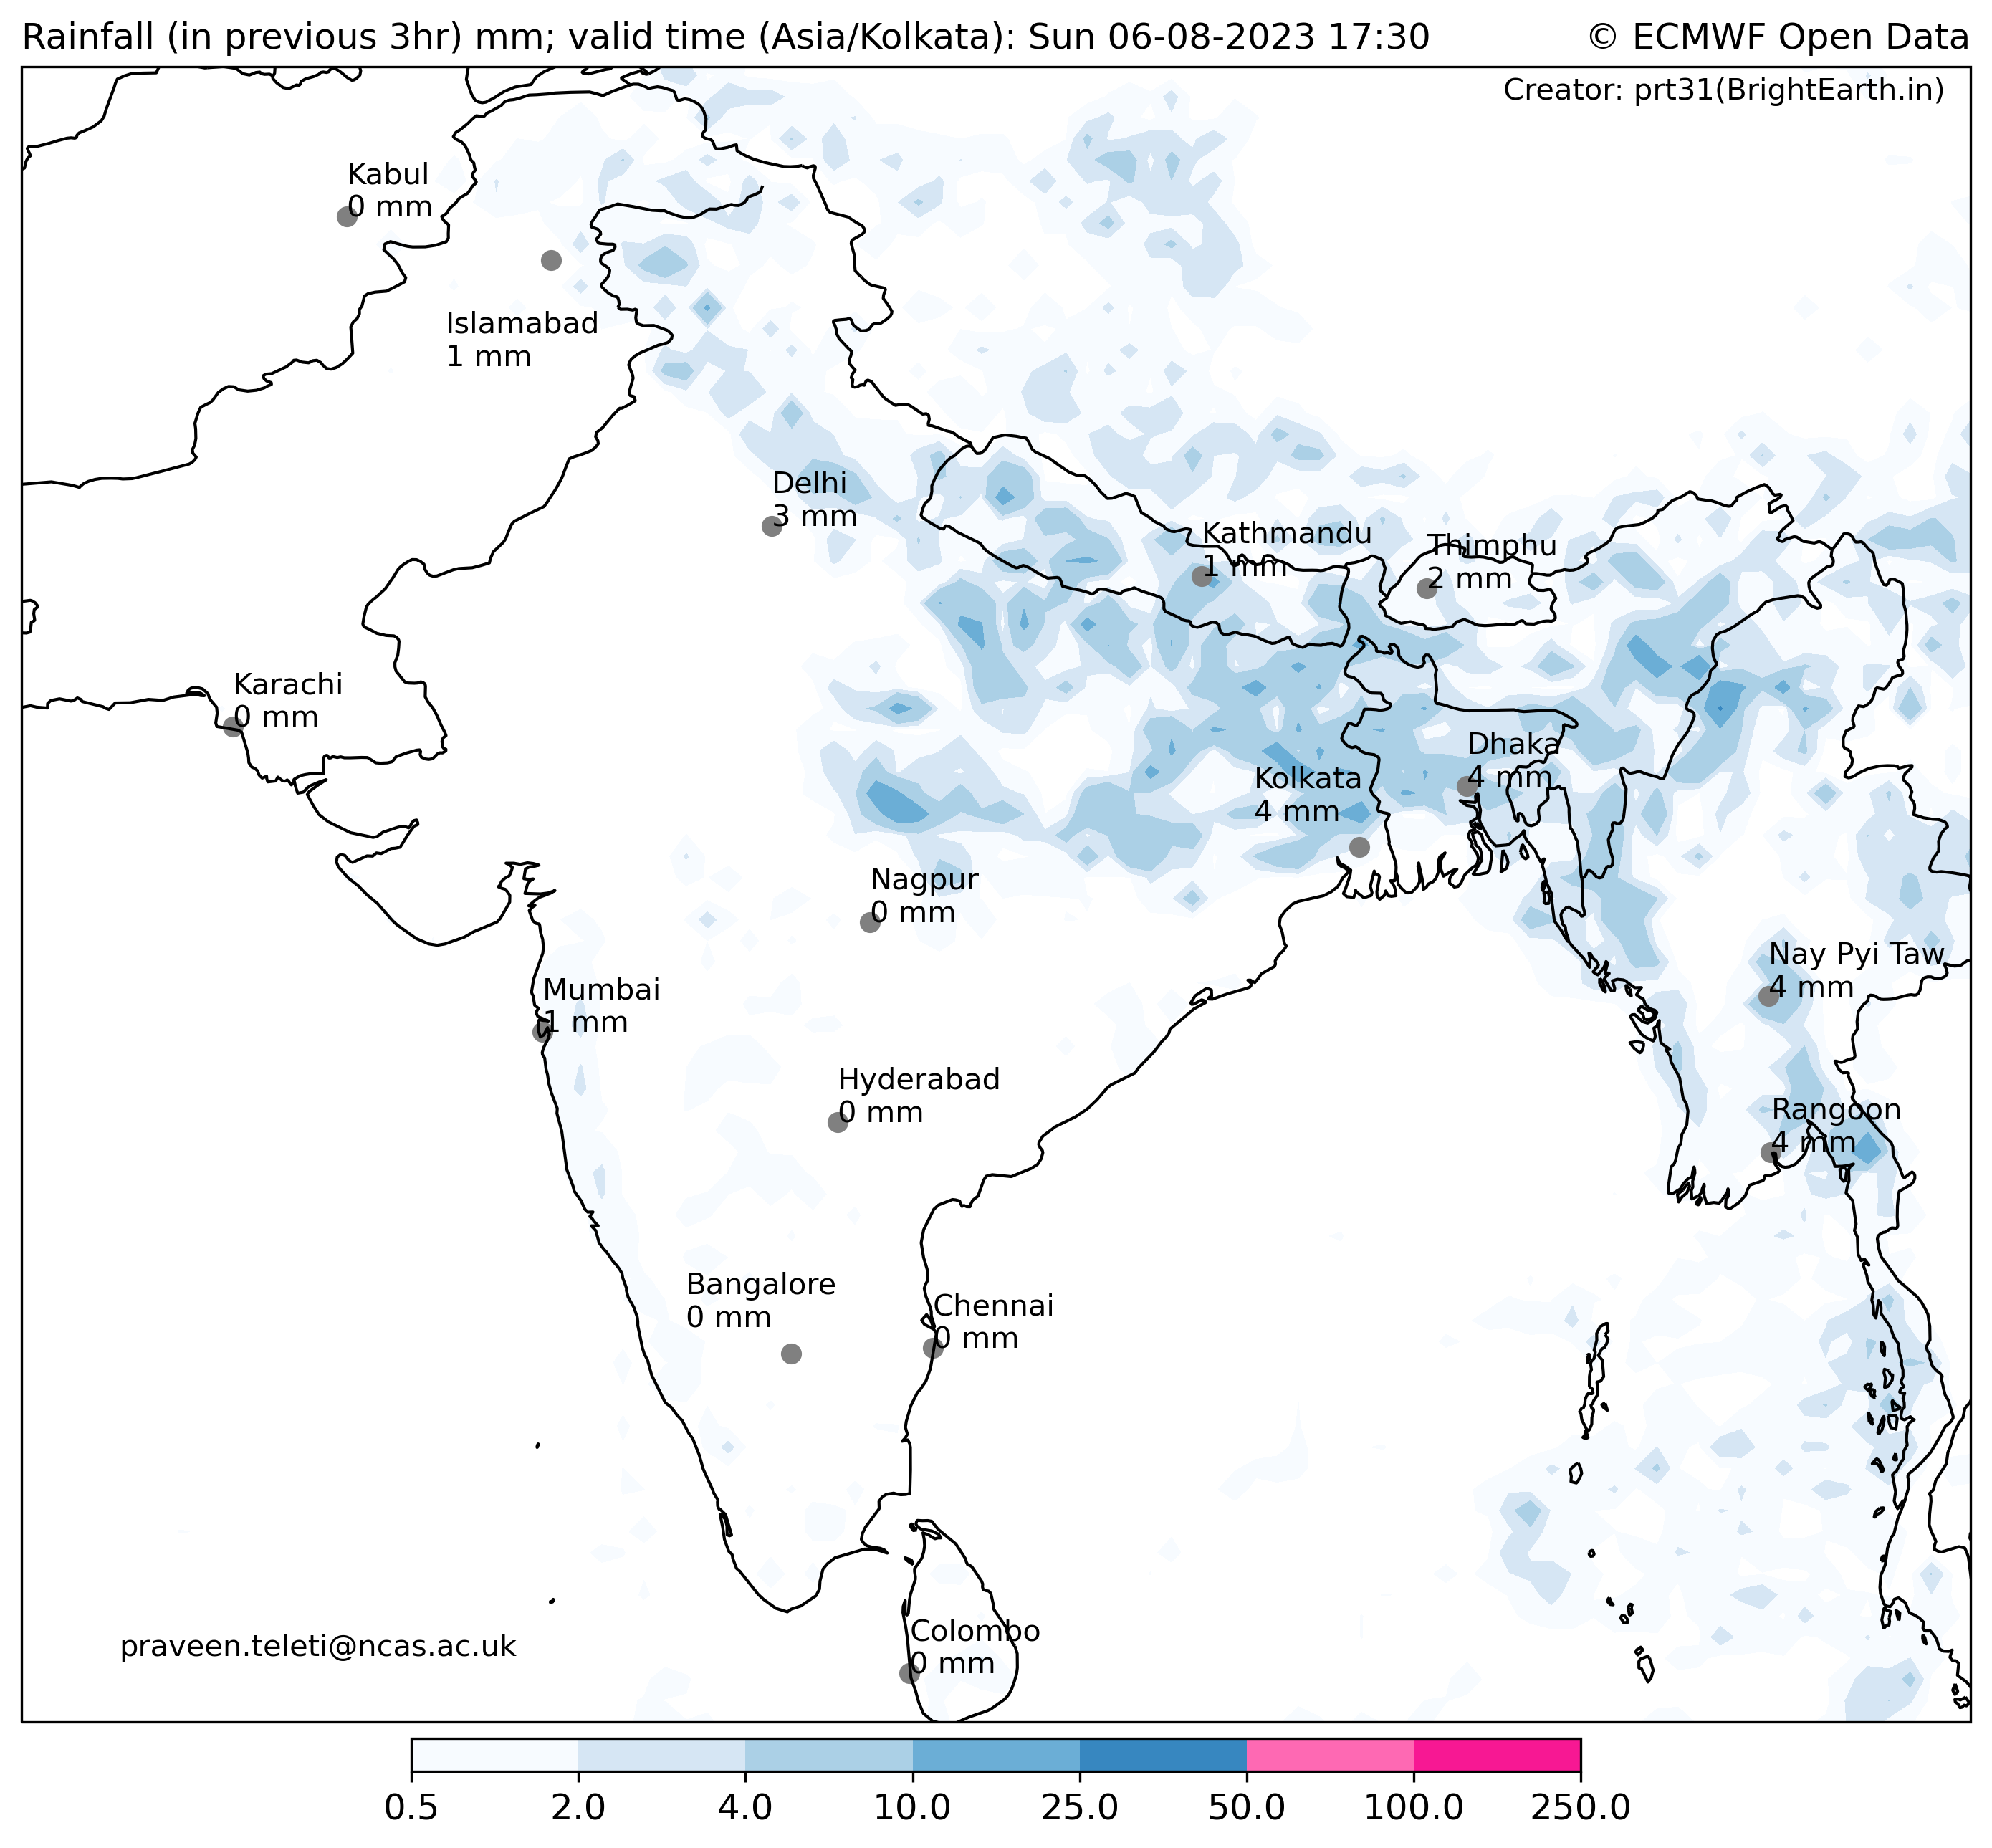 Rainfall (in previous 3hr) mm; valid time (Asia/Kolkata): Sun 06-08-2023 17:30
© ECMWF Open Data
Creator: prt31(BrightEarth.in)
Kabul
0 mm
Islamabad
1 mm
Delhi
3 mm
Kathmandu
1 mm
Thimphu
2 mm
Karachi
0 mm
Dhaka
4 mm
Kolkata
4 mm
Nagpur
0 mm
Nay Pyi Taw
4 mm
Mumbai
1 mm
Hyderabad
0 mm
Rangoon
4 mm
Bangalore
0 mm
Chennai
0 mm
Colombo
0 mm
praveen.teleti@ncas.ac.uk
0.5 2.0 4.0 10.0 25.0 50.0 100.0 250.0